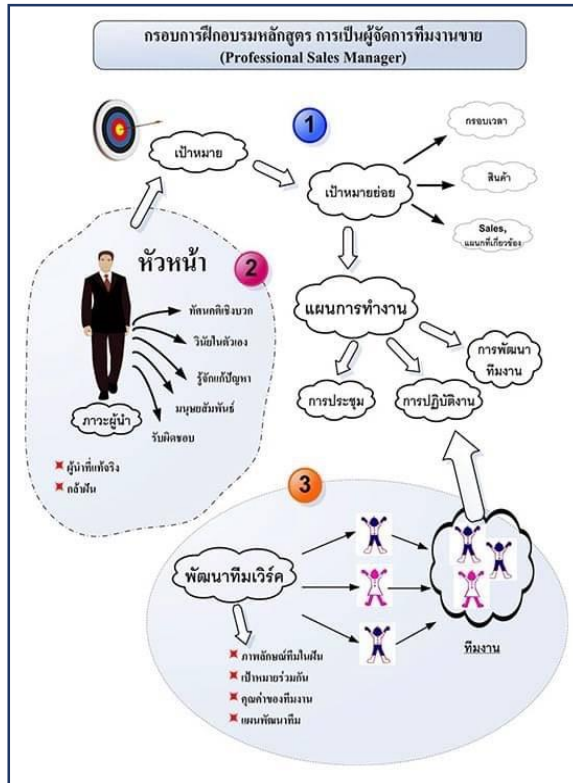 กรอบการฝึกอบรมหลักสูตร การเป็นผู้จัดการทีมงานขาย
(Professional Sales Manager)
1
เป้าหมาย
เป้าหมายย่อย
กรอบเวลา
สินค้า
Sales,
แผนกที่เกี่ยวข้อง
หัวหน้า
2
ทัศนคติเชิงบวก
วินัยในตัวเอง
รู้จักแก้ปัญหา
มนุษยสัมพันธ์
รับผิดชอบ
ภาวะผู้นำ
ผู้นำที่แท้จริง
กล้าฝัน
แผนการทำงาน
การประชุม
การปฏิบัติงาน
การพัฒนา
ทีมงาน
3
พัฒนาทีมเวิร์ค
ภาพลักษณ์ทีมในฝัน
เป้าหมายร่วมกัน
คุณค่าของทีมงาน
แผนพัฒนาทีม
ทีมงาน